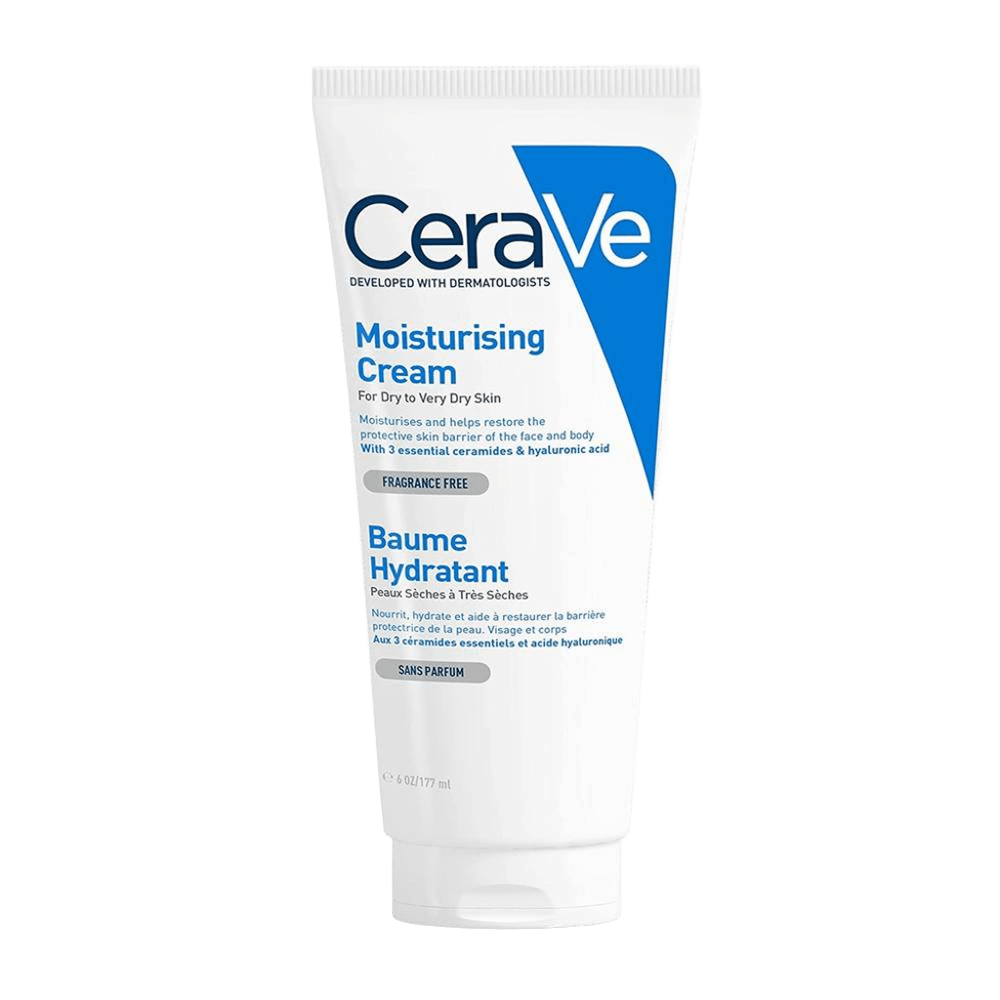 CeraVe
DEVELOPED WITH DERMATOLOGISTS
Moisturising
Cream
For Dry to Very Dry Skin
Moisturises and helps restore the
protective skin barrier of the face and body
With 3 essential ceramides & hyaluronic acid
FRAGRANCE FREE
Baume
Hydratant
Peaux Sèches à Très Sèches
Nourrit, hydrate et aide à restaurer la barrière
protectrice de la peau. Visage et corps
Aux 3 céramides essentiels et acide hyaluronique
SANS PARFUM
℮ 6 OZ/177 ml